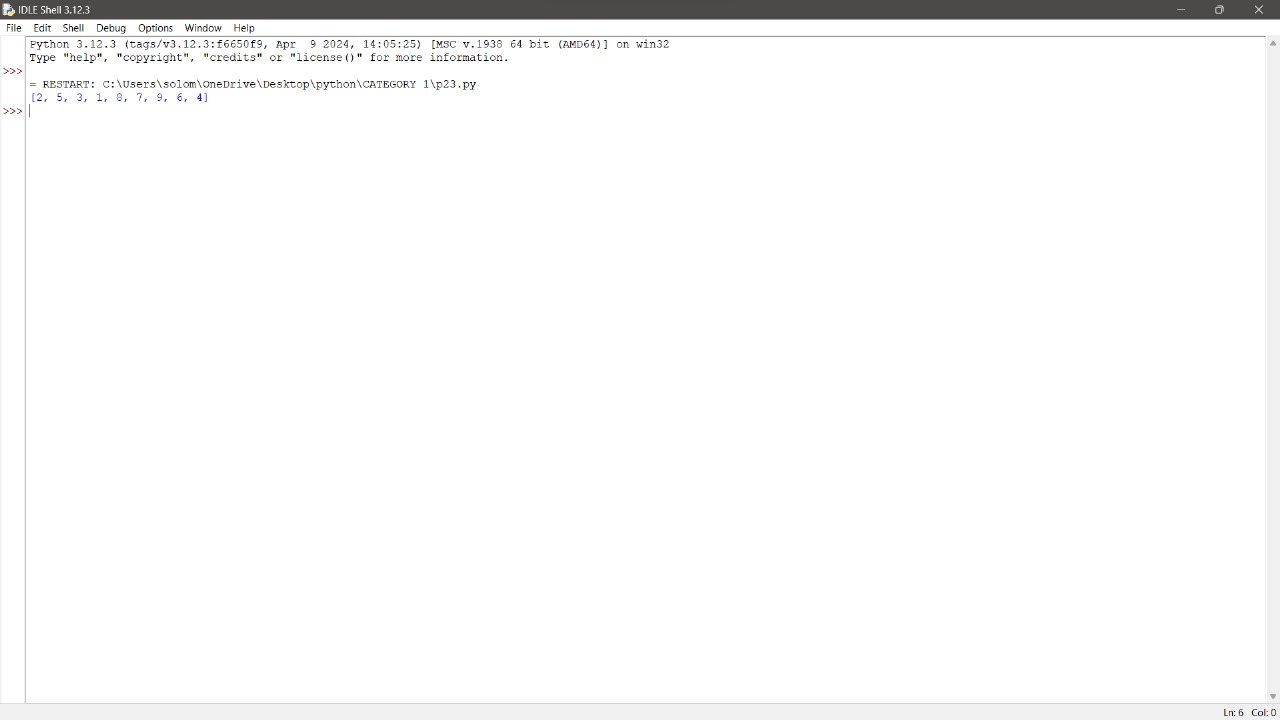 IDLE Shell 3.12.3
File Edit Shell Debug Options Window Help
Python 3.12.3 (tags/v3.12.3:f6650f9, Apr  9 2024, 14:05:25) [MSC v.1938 64 bit (AMD64)] on win32
Type "help", "copyright", "credits" or "license()" for more information.
>>>
= RESTART: C:\Users\solom\OneDrive\Desktop\python\CATEGORY 1\p23.py
[2, 5, 3, 1, 8, 7, 9, 6, 4]
>>>
Ln: 6 Col: 0